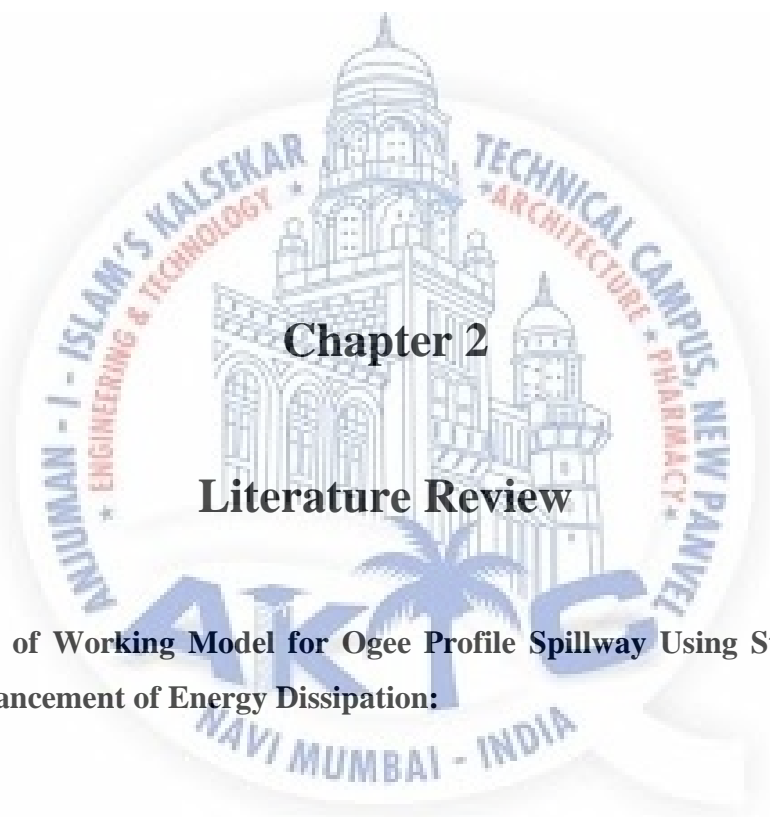 ANJUMAN - I - ISLAM'S KALSEKAR TECHNICAL CAMPUS, NEW PANVEL
ENGINEERING & TECHNOLOGY * * ARCHITECTURE * PHARMACY *
Chapter 2
Literature Review
of Working Model for Ogee Profile Spillway Using
ancement of Energy Dissipation:
AKTC
NAVI MUMBAI - INDIA